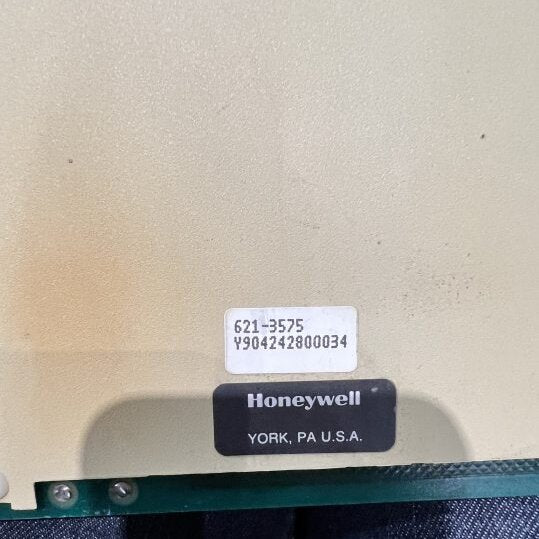 621-3575
Y904242800034
Honeywell
YORK, PA U.S.A.